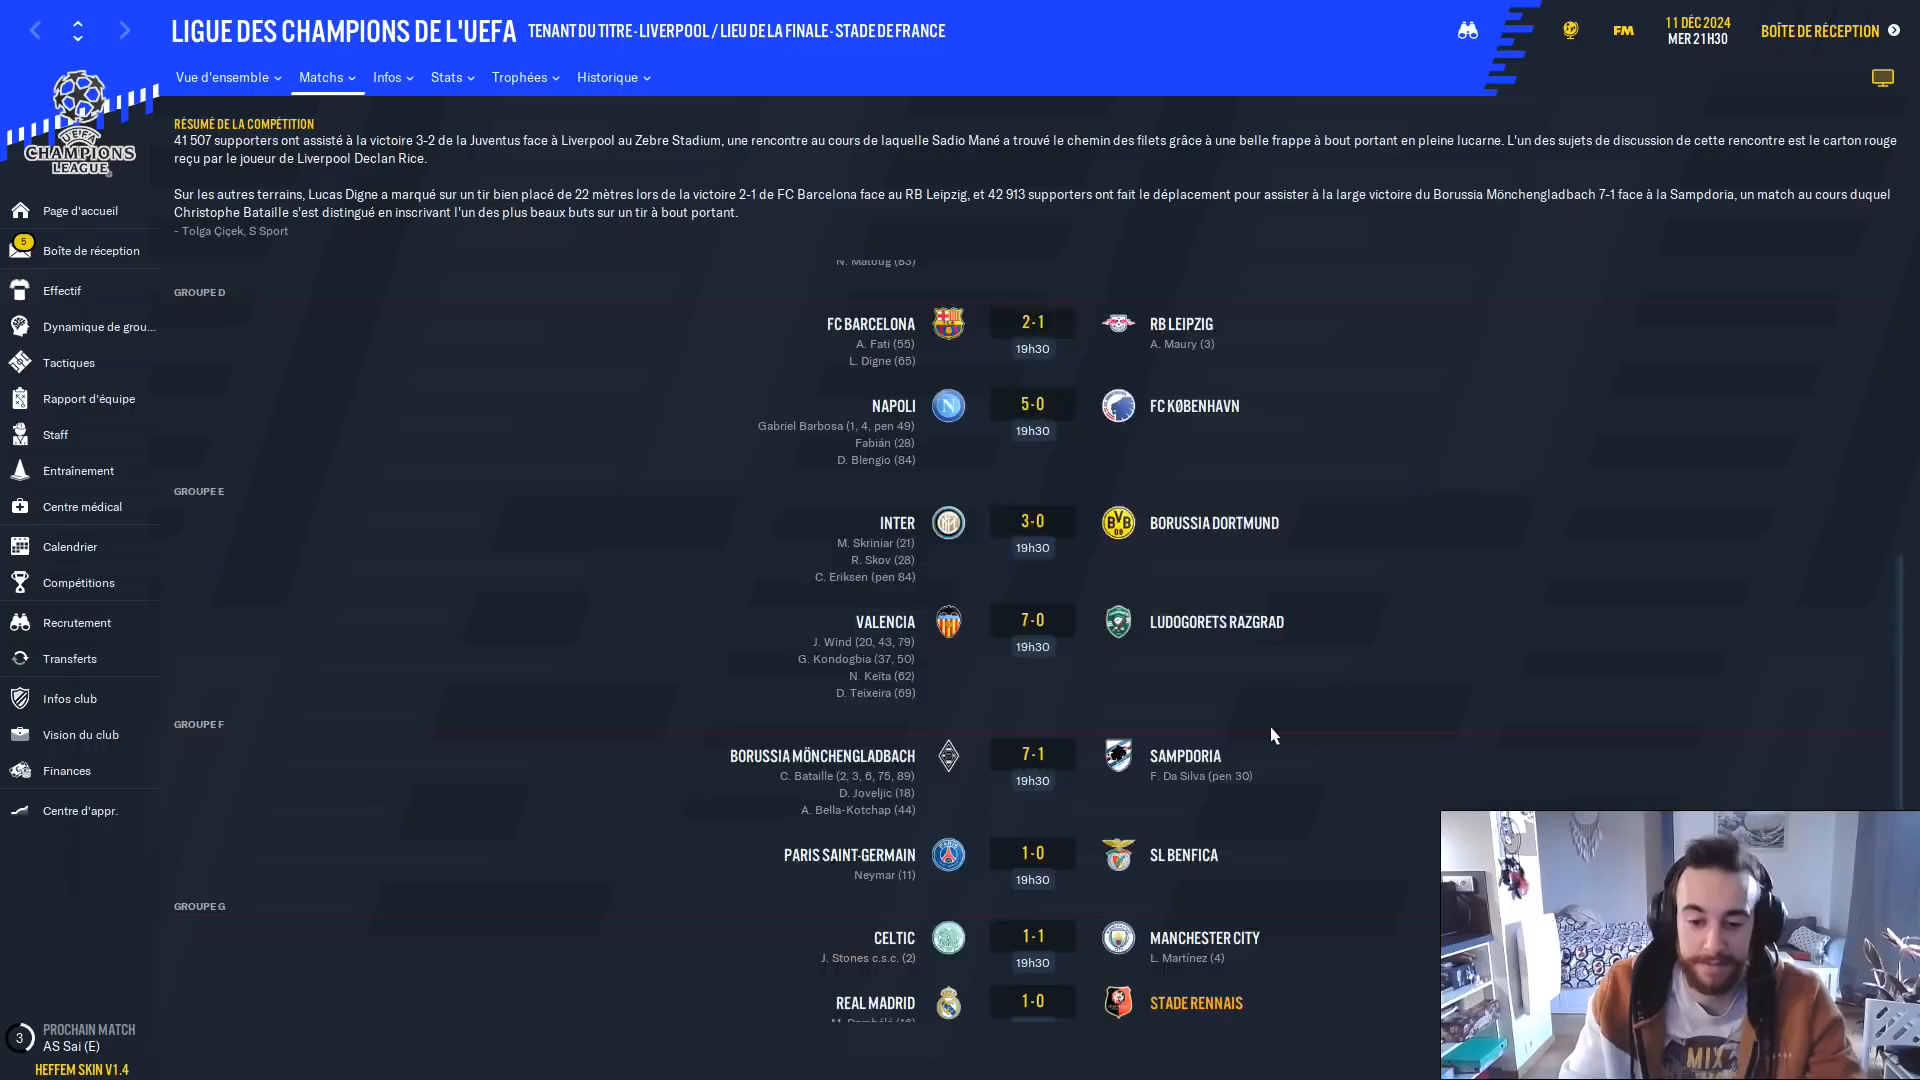 LIGUE DES CHAMPIONS DE L'UEFA TENANT DU TITRE - LIVERPOOL / LIEU DE LA FINALE - STADE DE FRANCE
FM
11 DÉC 2024
MER 21H30
BOÎTE DE RÉCEPTION
Vue d'ensemble Matchs Infos Stats Trophées Historique
UEFA
CHAMPIONS
LEAGUE
RÉSUMÉ DE LA COMPÉTITION
41 507 supporters ont assisté à la victoire 3-2 de la Juventus face à Liverpool au Zebre Stadium, une rencontre au cours de laquelle Sadio Mané a trouvé le chemin des filets grâce à une belle frappe à bout portant en pleine lucarne. L'un des sujets de discussion de cette rencontre est le carton rouge
reçu par le joueur de Liverpool Declan Rice.
Sur les autres terrains, Lucas Digne a marqué sur un tir bien placé de 22 mètres lors de la victoire 2-1 de FC Barcelona face au RB Leipzig, et 42 913 supporters ont fait le déplacement pour assister à la large victoire du Borussia Mönchengladbach 7-1 face à la Sampdoria, un match au cours duquel
Christophe Bataille s'est distingué en inscrivant l'un des plus beaux buts sur un tir à bout portant.
- Tolga Çiçek, S Sport
Page d'accueil
5
Boîte de réception
Effectif
Dynamique de grou...
Tactiques
Rapport d'équipe
Staff
Entraînement
Centre médical
Calendrier
Compétitions
Recrutement
Transferts
Infos club
Vision du club
Finances
Centre d'appr.
3
PROCHAIN MATCH
AS Sai (E)
HEFFEM SKIN V1.4
N. Matoug (83)
GROUPE D
FC BARCELONA 2-1 RB LEIPZIG
A. Fati (55) 19h30 A. Maury (3)
L. Digne (65)
NAPOLI N 5-0 FC KØBENHAVN
Gabriel Barbosa (1, 4, pen 49) 19h30
Fabián (28)
D. Blengio (84)
GROUPE E
INTER 3-0 BVB 09 BORUSSIA DORTMUND
M. Skriniar (21) 19h30
R. Skov (28)
C. Eriksen (pen 84)
VALENCIA 7-0 LUDOGORETS RAZGRAD
J. Wind (20, 43, 79) 19h30
G. Kondogbia (37, 50)
N. Keïta (62)
D. Teixeira (69)
GROUPE F
BORUSSIA MÖNCHENGLADBACH 7-1 SAMPDORIA
C. Bataille (2, 3, 6, 75, 89) 19h30 F. Da Silva (pen 30)
D. Joveljic (18)
A. Bella-Kotchap (44)
PARIS SAINT-GERMAIN 1-0 SL BENFICA
Neymar (11) 19h30
GROUPE G
CELTIC 1-1 MANCHESTER CITY
J. Stones c.s.c. (2) 19h30 L. Martínez (4)
REAL MADRID 1-0 STADE RENNAIS
M. Dembélé (16)
MIX